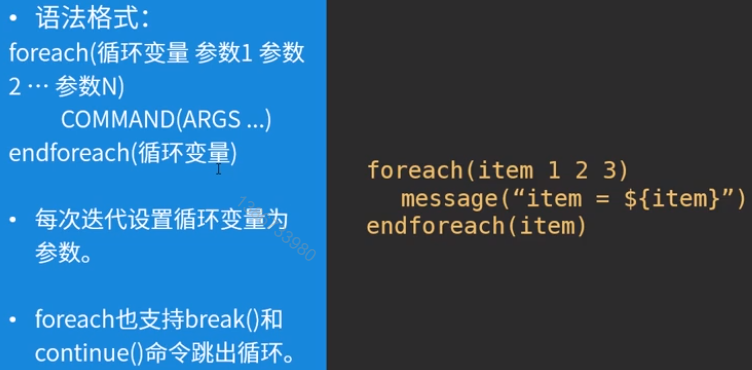 • 语法格式：
foreach(循环变量 参数1 参数
2 … 参数N)
COMMAND(ARGS ...)
endforeach(循环变量)
• 每次迭代设置循环变量为
参数。
• foreach也支持break()和
continue()命令跳出循环。
foreach(item 1 2 3)
message(“item = ${item}”)
endforeach(item)